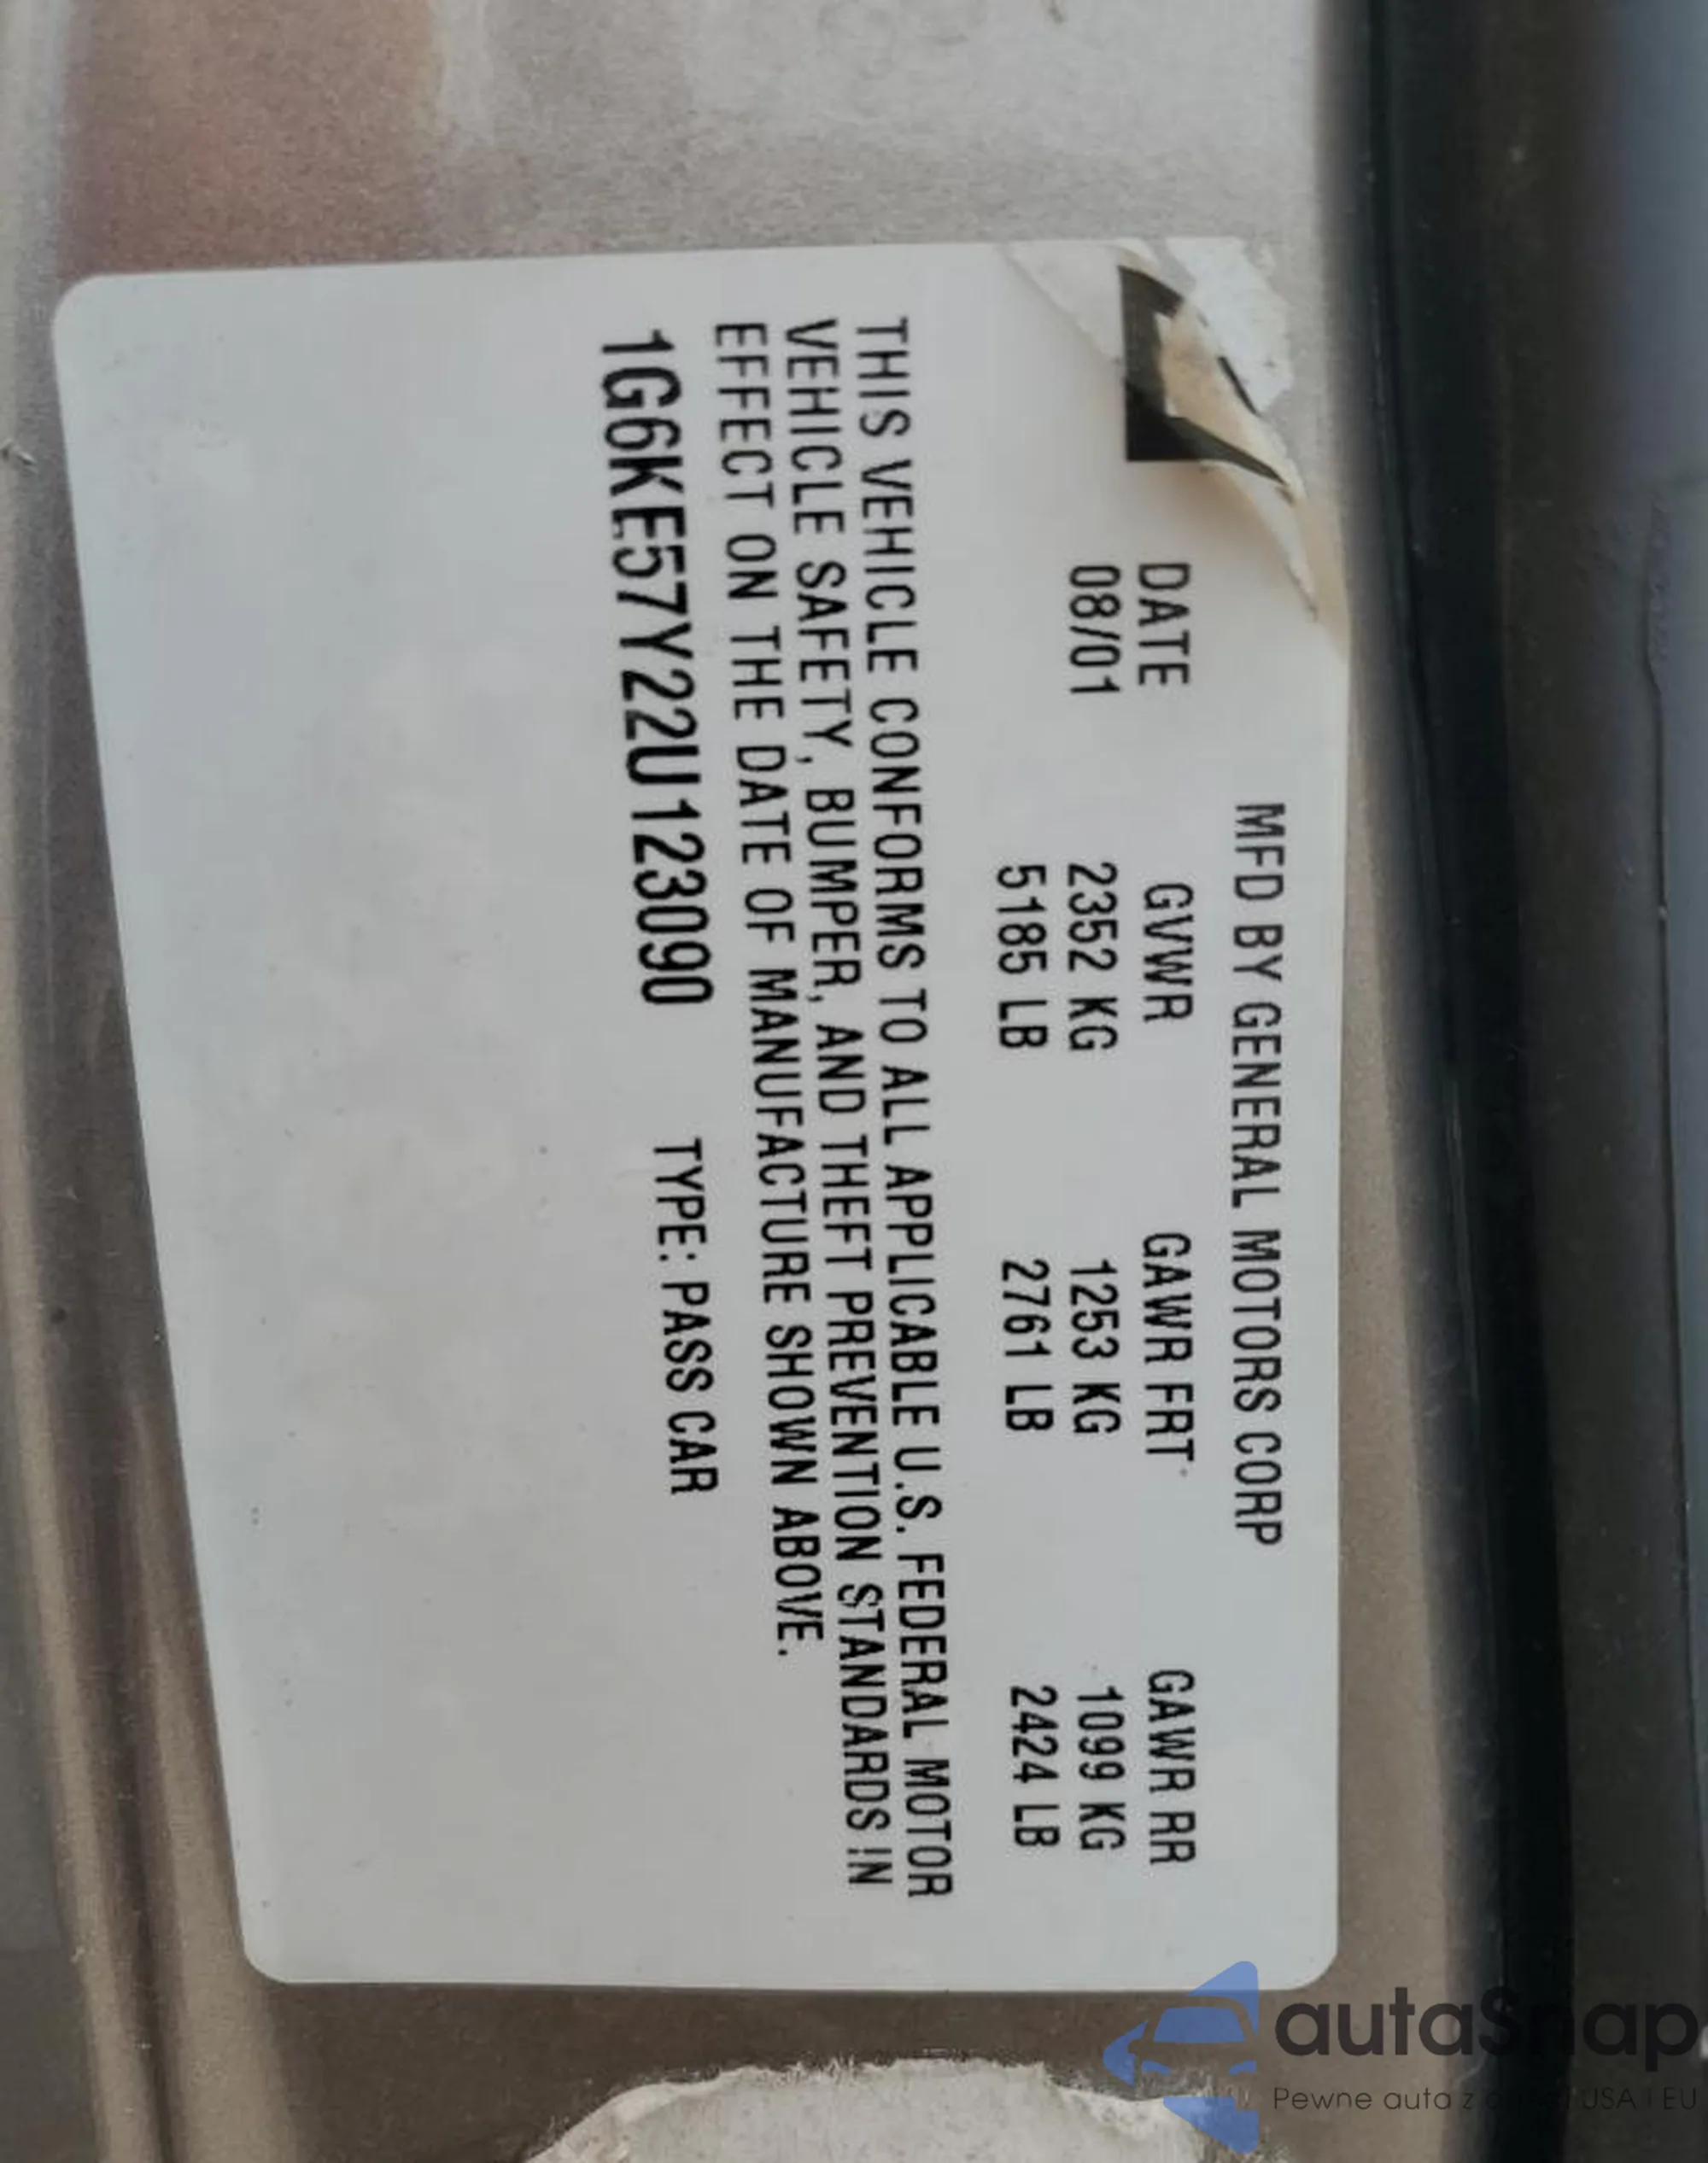 MFD BY GENERAL MOTORS CORP
DATE GVWR GAWR FRT GAWR RR
08/01 2352 KG 1253 KG 1099 KG
5185 LB 2761 LB 2424 LB
THIS VEHICLE CONFORMS TO ALL APPLICABLE U.S. FEDERAL MOTOR
VEHICLE SAFETY, BUMPER, AND THEFT PREVENTION STANDARDS IN
EFFECT ON THE DATE OF MANUFACTURE SHOWN ABOVE.
1G6KE57Y22U123090 TYPE: PASS CAR
autaSnap
Pewne auta z USA i EU